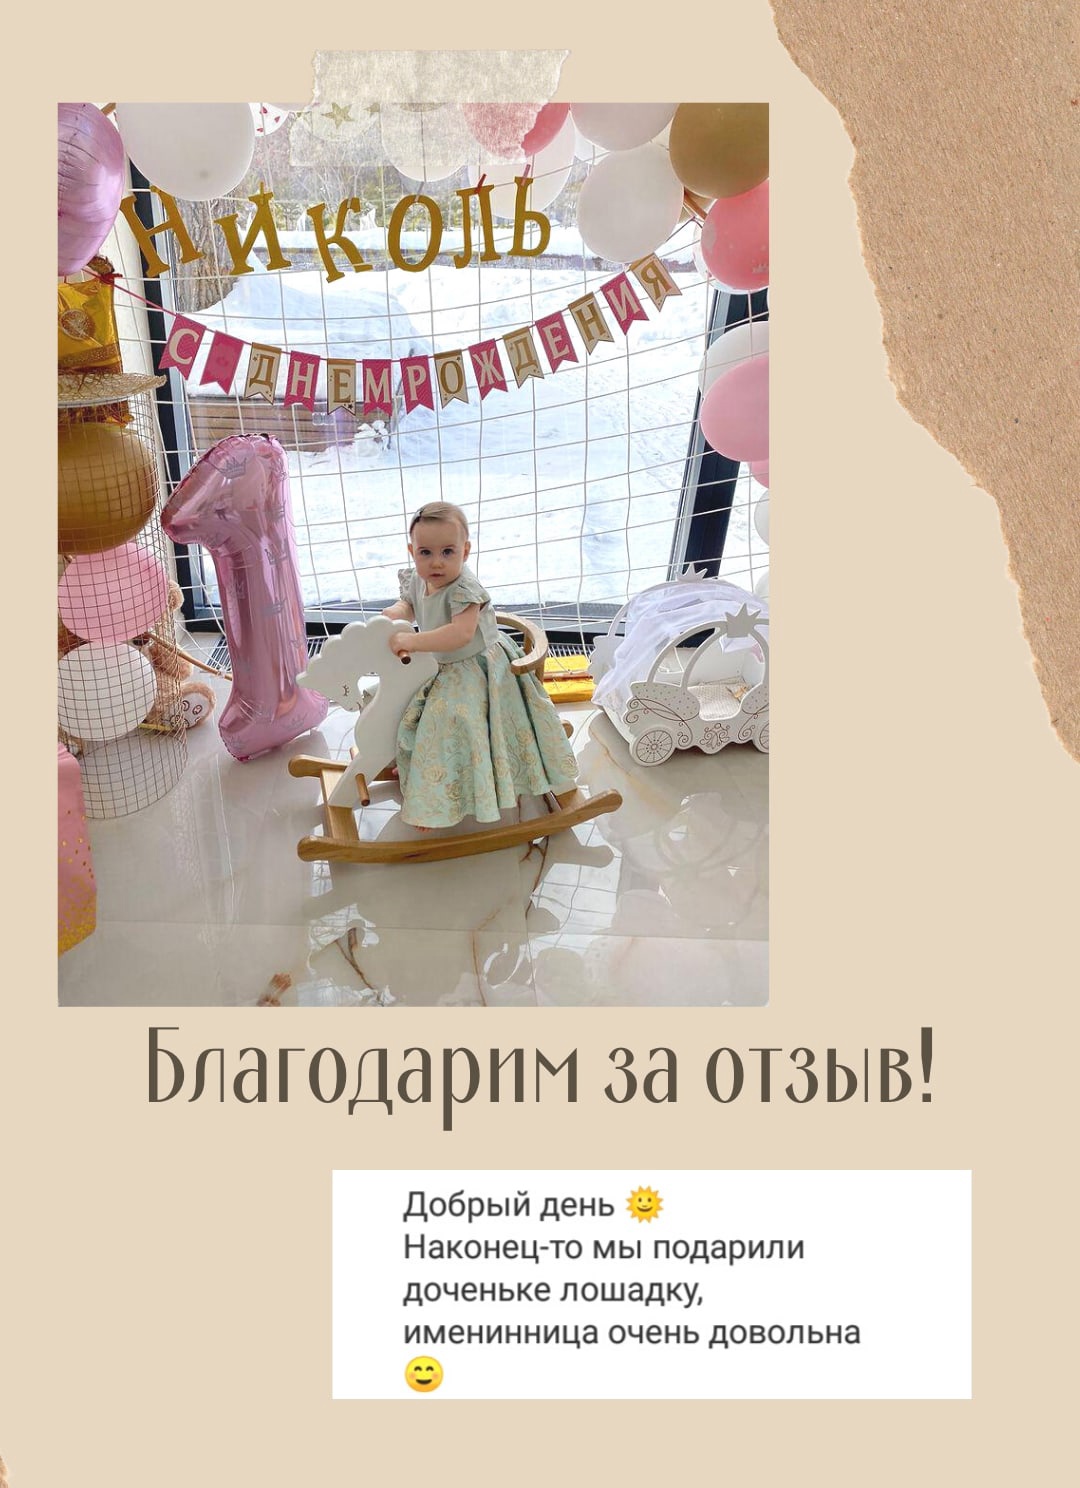 НИКОЛЬ
С ДНЕМ РОЖДЕНИЯ
Благодарим за отзыв!
Добрый день 🌞
Наконец-то мы подарили
доченьке лошадку,
именинница очень довольна
😊